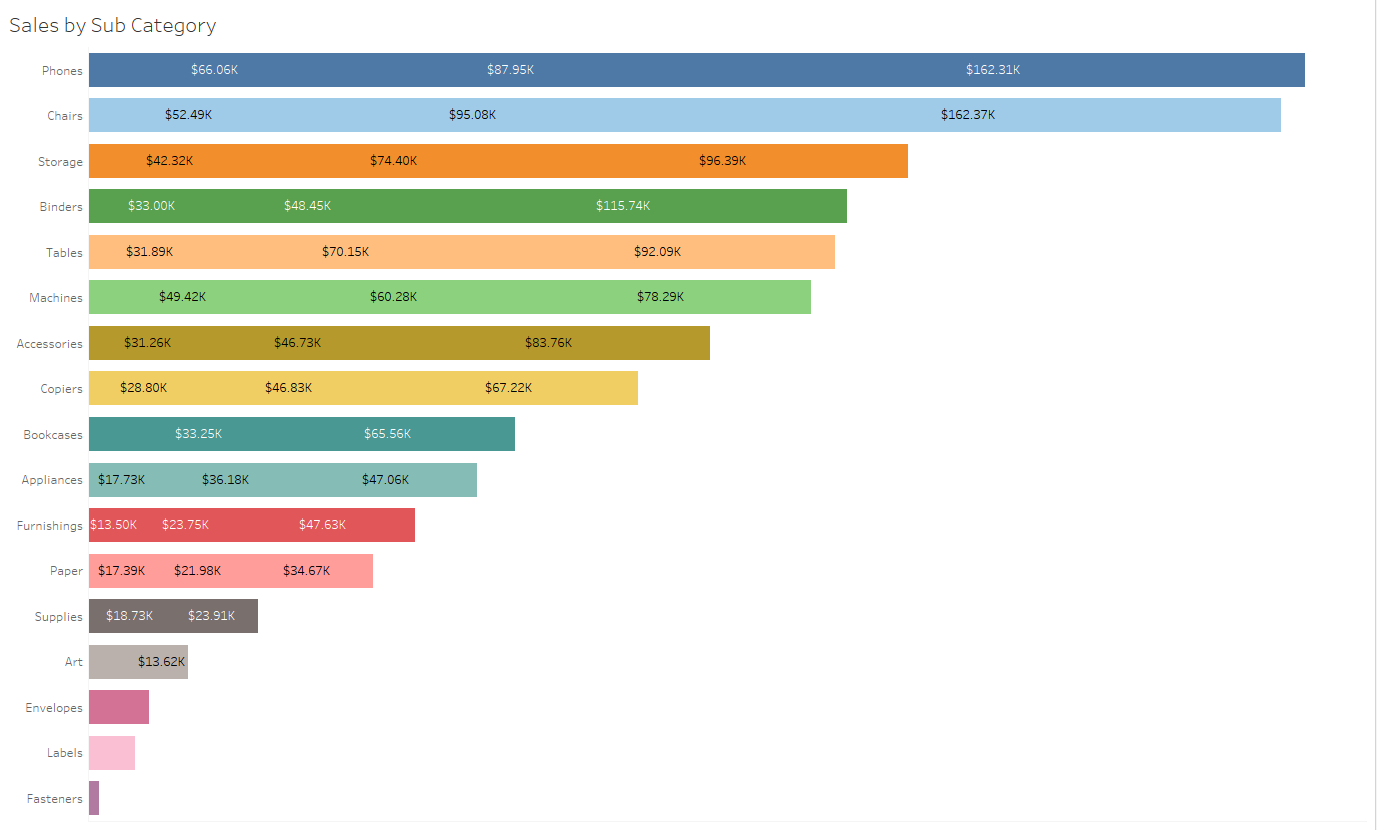 Sales by Sub Category
Phones $66.06K $87.95K $162.31K
Chairs $52.49K $95.08K $162.37K
Storage $42.32K $74.40K $96.39K
Binders $33.00K $48.45K $115.74K
Tables $31.89K $70.15K $92.09K
Machines $49.42K $60.28K $78.29K
Accessories $31.26K $46.73K $83.76K
Copiers $28.80K $46.83K $67.22K
Bookcases $33.25K $65.56K
Appliances $17.73K $36.18K $47.06K
Furnishings $13.50K $23.75K $47.63K
Paper $17.39K $21.98K $34.67K
Supplies $18.73K $23.91K
Art $13.62K
Envelopes
Labels
Fasteners